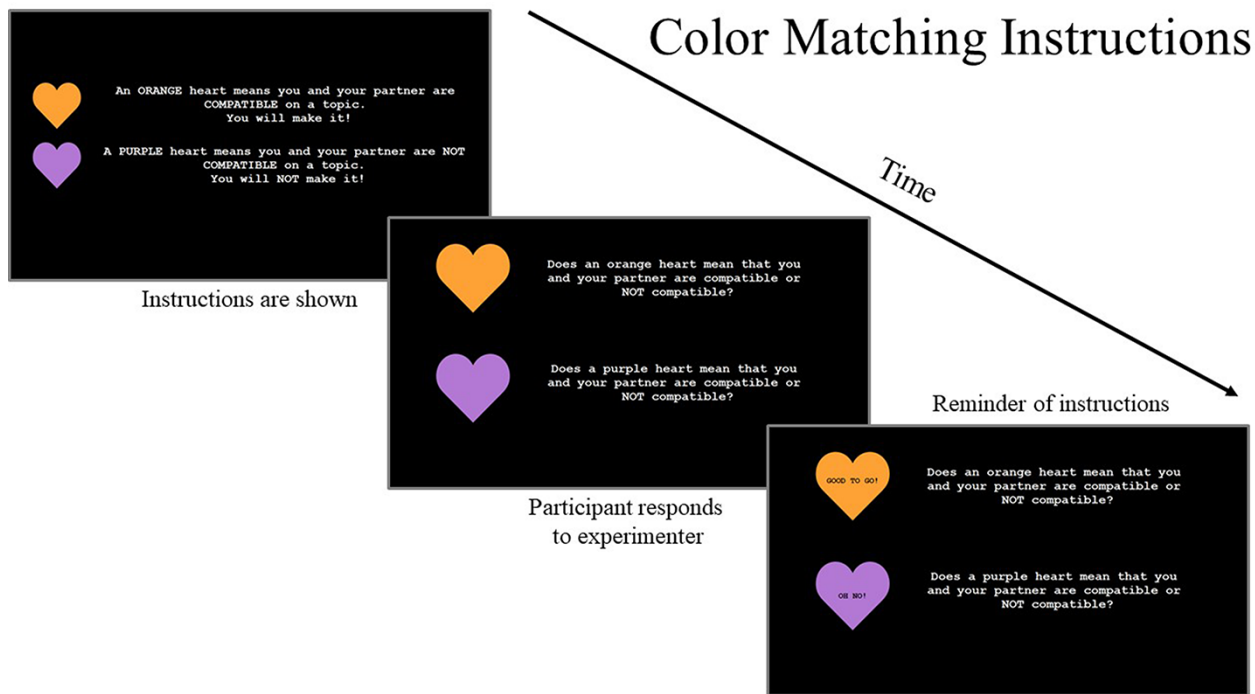 Color Matching Instructions
An ORANGE heart means you and your partner are
COMPATIBLE on a topic.
You will make it!
A PURPLE heart means you and your partner are NOT
COMPATIBLE on a topic.
You will NOT make it!
Instructions are shown
Time
Does an orange heart mean that you
and your partner are compatible or
NOT compatible?
Does a purple heart mean that you
and your partner are compatible or
NOT compatible?
Participant responds
to experimenter
Reminder of instructions
GOOD TO GO!
Does an orange heart mean that you
and your partner are compatible or
NOT compatible?
OH NO!
Does a purple heart mean that you
and your partner are compatible or
NOT compatible?